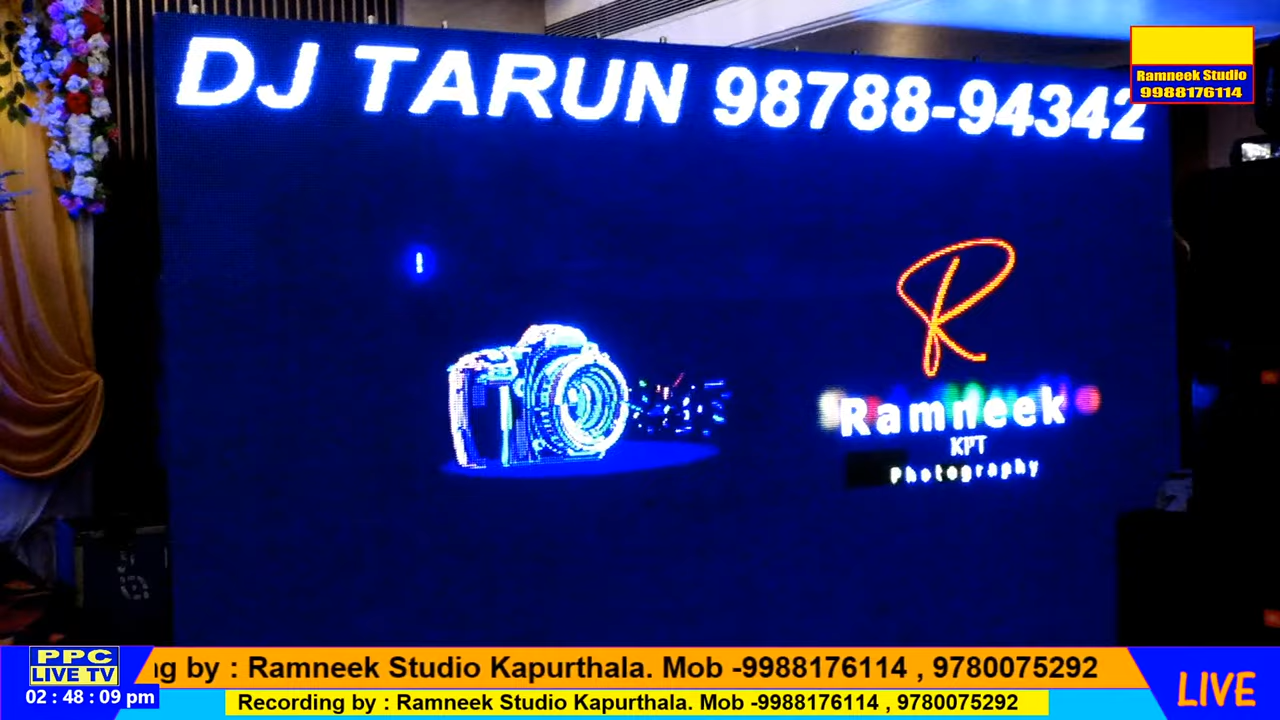 DJ TARUN 98788-94342
Ramneek Studio
9988176114
R
Ramneek
KPT
Photography
PPC
LIVE TV
02 : 48 : 09 pm
ng by : Ramneek Studio Kapurthala. Mob -9988176114 , 9780075292
Recording by : Ramneek Studio Kapurthala. Mob -9988176114 , 9780075292
LIVE